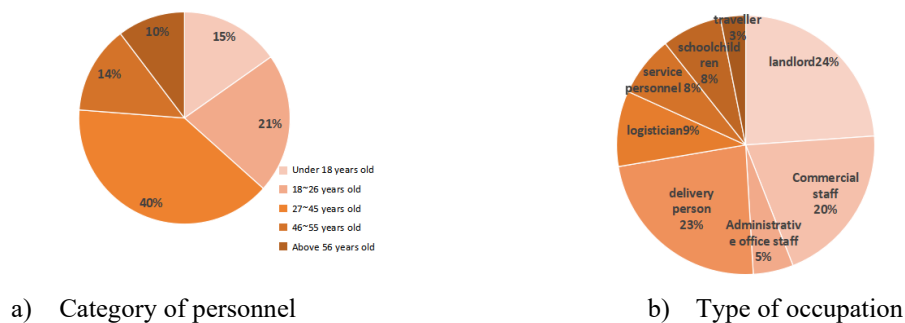 10%
15%
14%
21%
40%
Under 18 years old
18~26 years old
27~45 years old
46~55 years old
Above 56 years old
a) Category of personnel
traveller
3%
schoolchild
ren
8%
landlord24%
service
personnel 8%
logistician9%
Commercial
staff
20%
delivery
person
23%
Administrativ
e office staff
5%
b) Type of occupation